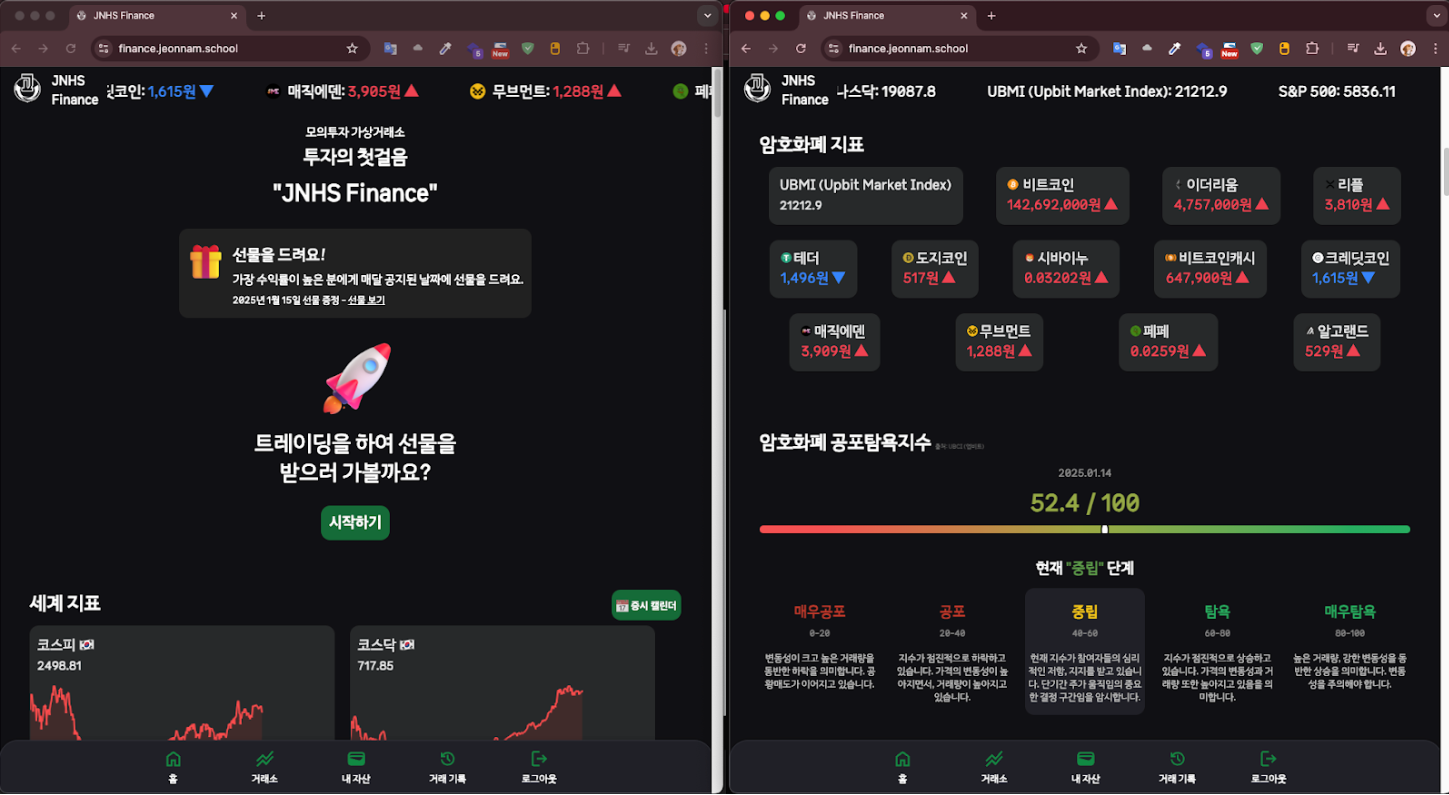 JNHS Finance
finance.jeonnam.school
New
5
JNHS
Finance
킷코인: 1,615원 ▼
매직에덴: 3,905원 ▲
무브먼트: 1,288원 ▲
페
모의투자 가상거래소
투자의 첫걸음
"JNHS Finance"
선물을 드려요!
가장 수익률이 높은 분에게 매달 공지된 날짜에 선물을 드려요.
2025년 1월 15일 선물 증정 - 선물 보기
트레이딩을 하여 선물을
받으러 가볼까요?
시작하기
세계 지표
17 증시 캘린더
코스피 🇰🇷
2498.81
코스닥 🇰🇷
717.85
홈
거래소
내 자산
거래 기록
로그아웃
JNHS Finance
finance.jeonnam.school
5
New
JNHS
Finance
나스닥: 19087.8
UBMI (Upbit Market Index): 21212.9
S&P 500: 5836.11
암호화폐 지표
UBMI (Upbit Market Index)
21212.9
비트코인
142,692,000원 ▲
이더리움
4,757,000원 ▲
리플
3,810원 ▲
테더
1,496원 ▼
도지코인
517원 ▲
시바이누
0.03202원 ▲
비트코인캐시
647,900원 ▲
크레딧코인
1,615원 ▼
매직에덴
3,909원 ▲
무브먼트
1,288원 ▲
페페
0.0259원 ▲
알고랜드
529원 ▲
암호화폐 공포탐욕지수
2025.01.14
52.4 / 100
현재 "중립" 단계
매우공포
0-20
변동성이 크고 높은 거래량을
동반한 하락을 의미합니다. 공
황매도가 이어지고 있습니다.
공포
20-40
지수가 점진적으로 하락하고
있습니다. 가격의 변동성이 높
아지면서, 거래량이 높아지고
있습니다.
중립
40-60
현재 지수가 참여자들의 심리
적인 저항, 지지를 받고 있습니
다. 단기간 주가 움직임의 중요
한 결정 구간임을 암시합니다.
탐욕
60-80
지수가 점진적으로 상승하고
있습니다. 가격의 변동성과 거
래량 또한 높아지고 있음을 의
미합니다.
매우탐욕
80-100
높은 거래량, 강한 변동성을 동
반한 상승을 의미합니다. 변동
성을 주의해야 합니다.
홈
거래소
내 자산
거래 기록
로그아웃